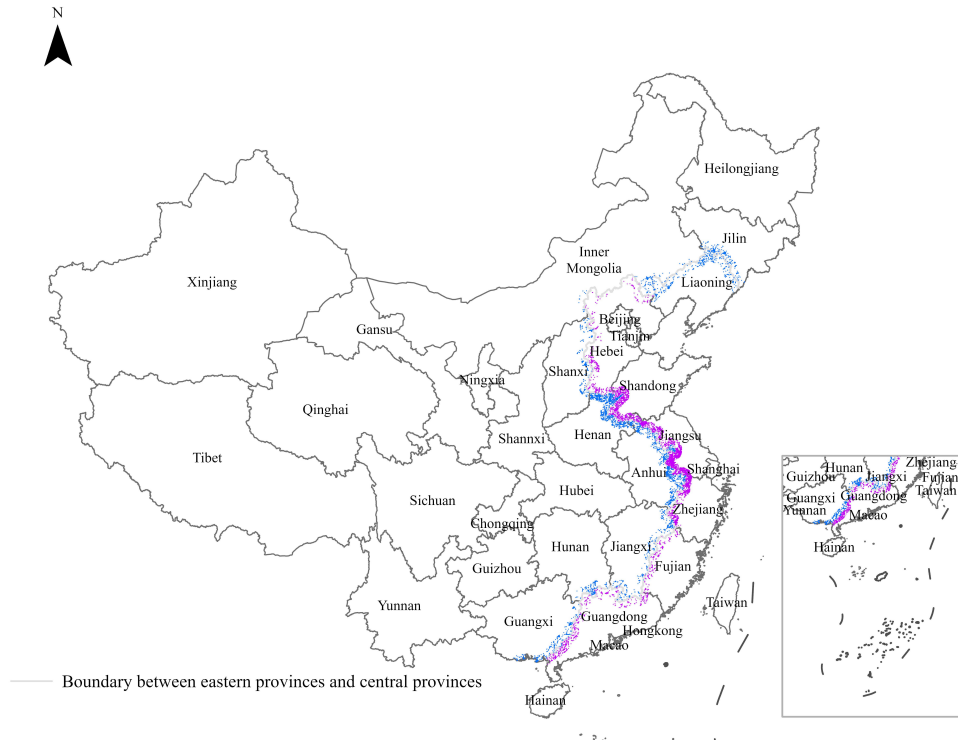 N
Heilongjiang
Jilin
Inner
Mongolia
Liaoning
Xinjiang
Beijing
Gansu
Tianjin
Hebei
Shanxi
Ningxia
Shandong
Qinghai
Shannxi
Henan
Jiangsu
Tibet
Anhui
Shanghai
Sichuan
Hubei
Zhejiang
Chongqing
Hunan
Jiangxi
Guizhou
Fujian
Yunnan
Guangxi
Guangdong
Taiwan
Hongkong
Macao
Hainan
Zhejiang
Hunan
Guizhou
Jiangxi
Fujian
Guangxi
Guangdong
Taiwan
Yunnan
Macao
Hainan
Boundary between eastern provinces and central provinces